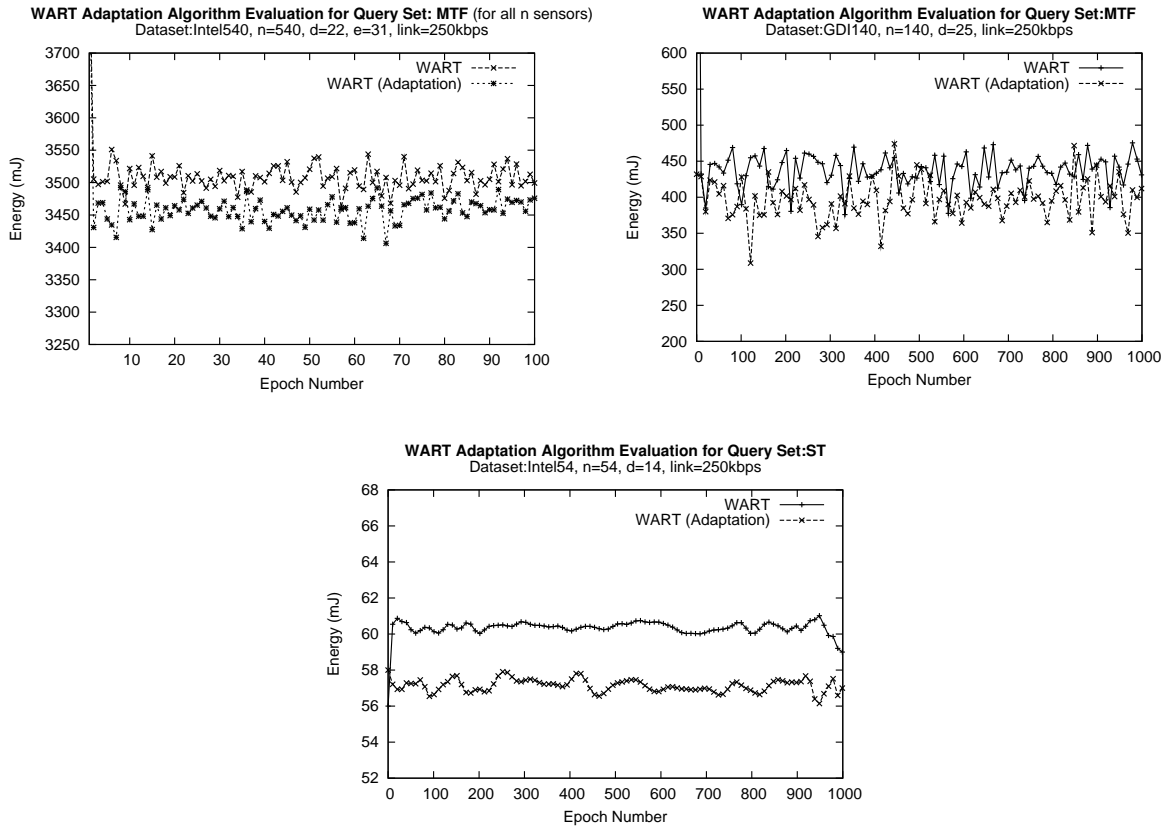 WART Adaptation Algorithm Evaluation for Query Set: MTF (for all n sensors)
Dataset:Intel540, n=540, d=22, e=31, link=250kbps
WART
WART (Adaptation)
Energy (mJ)
3700
3650
3600
3550
3500
3450
3400
3350
3300
3250
10 20 30 40 50 60 70 80 90 100
Epoch Number
WART Adaptation Algorithm Evaluation for Query Set:MTF
Dataset:GDI140, n=140, d=25, link=250kbps
WART
WART (Adaptation)
Energy (mJ)
600
550
500
450
400
350
300
250
200
0 100 200 300 400 500 600 700 800 900 1000
Epoch Number
WART Adaptation Algorithm Evaluation for Query Set:ST
Dataset:Intel54, n=54, d=14, link=250kbps
WART
WART (Adaptation)
Energy (mJ)
68
66
64
62
60
58
56
54
52
0 100 200 300 400 500 600 700 800 900 1000
Epoch Number